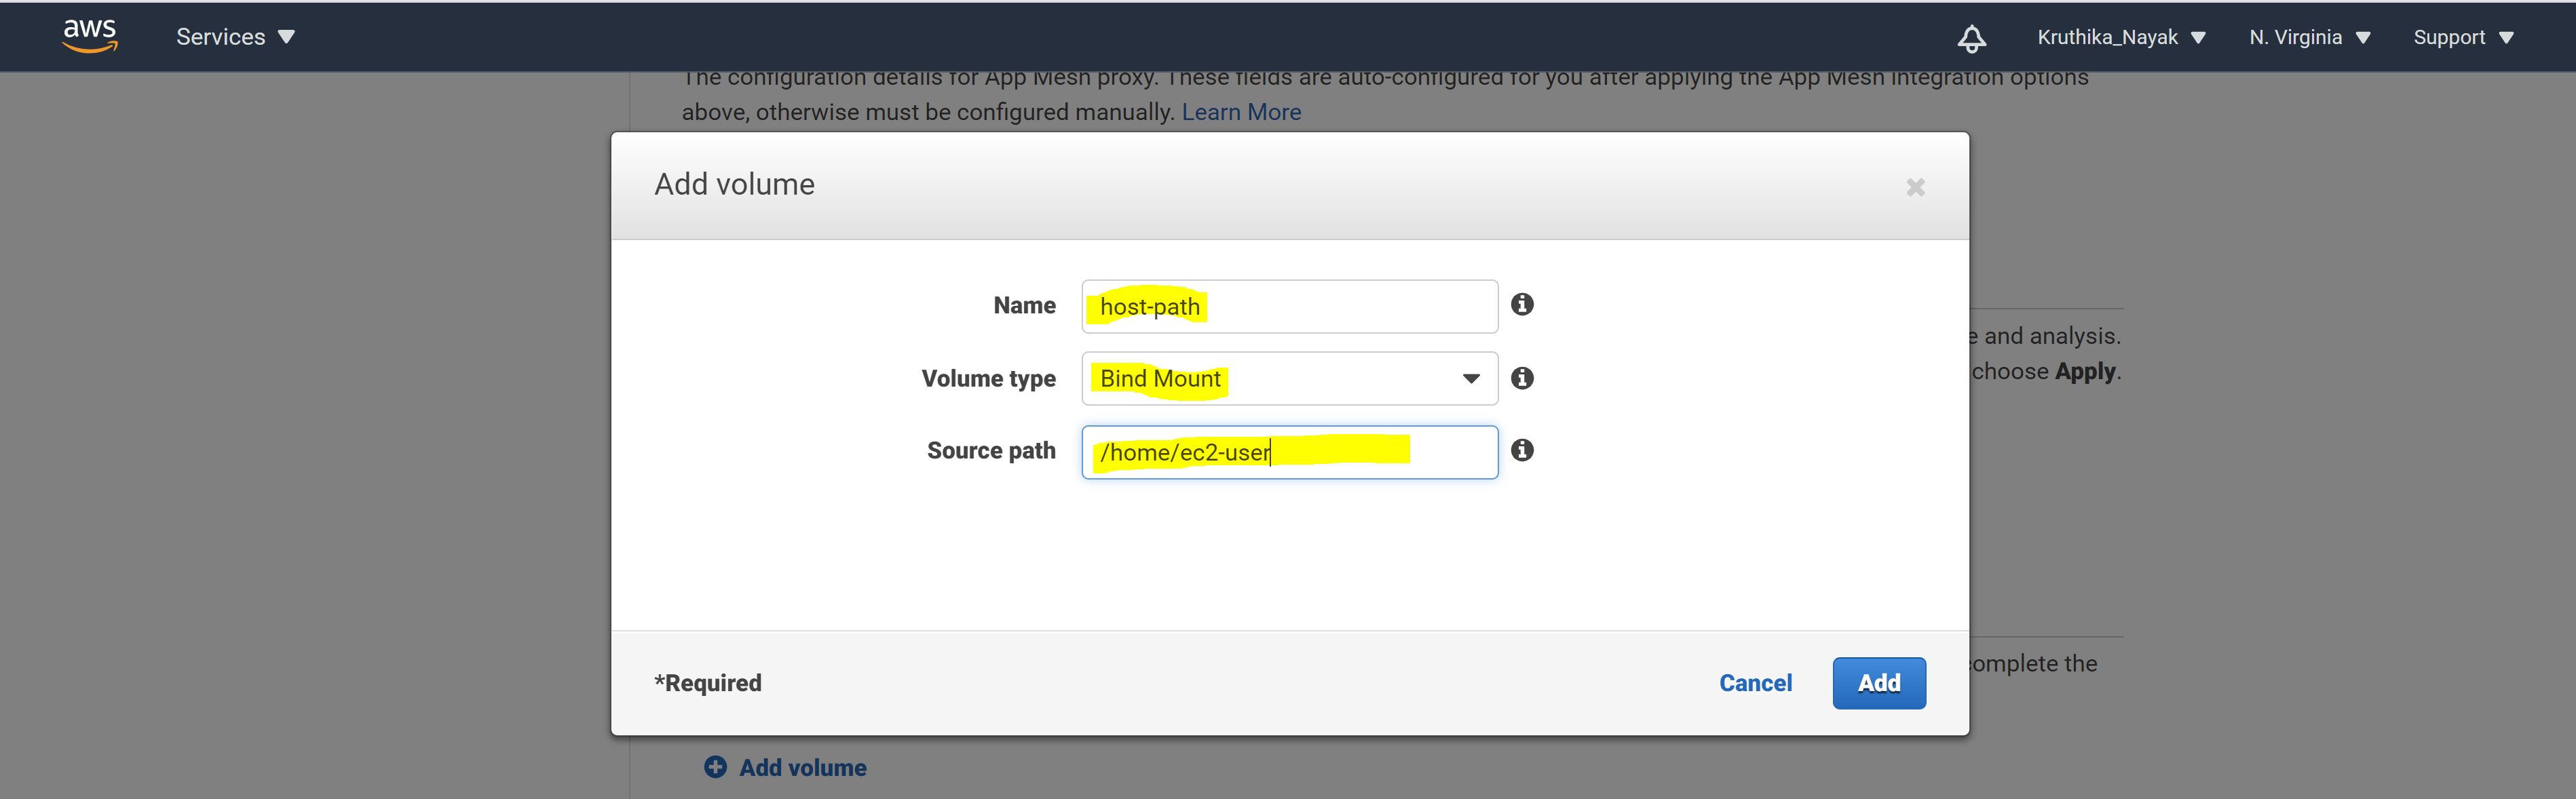 aws Services Kruthika_Nayak N. Virginia Support
The configuration details for App Mesh proxy. These fields are auto-configured for you after applying the App Mesh integration options
above, otherwise must be configured manually. Learn More
Add volume
Name host-path
e and analysis.
Volume type Bind Mount
choose Apply.
Source path /home/ec2-user
complete the
*Required Cancel Add
Add volume